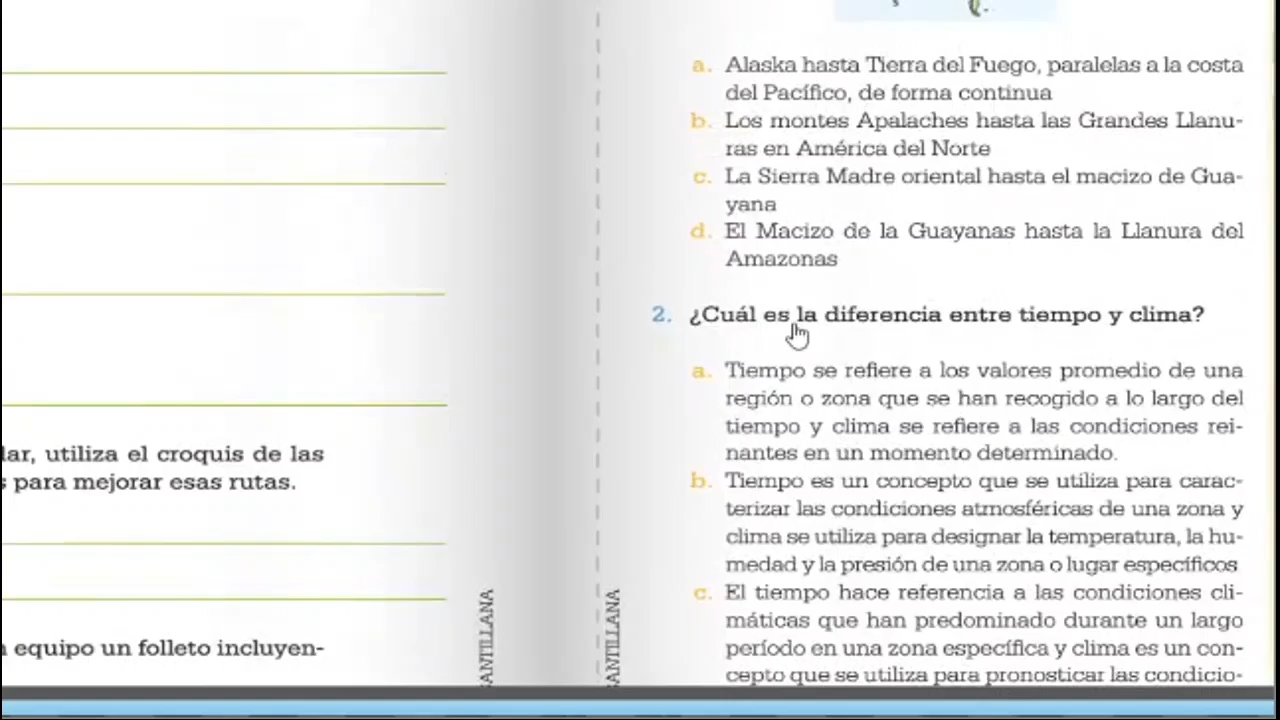 lar, utiliza el croquis de las
s para mejorar esas rutas.
equipo un folleto incluyen-
SANTILLANA
SANTILLANA
a. Alaska hasta Tierra del Fuego, paralelas a la costa
del Pacífico, de forma continua
b. Los montes Apalaches hasta las Grandes Llanu-
ras en América del Norte
c. La Sierra Madre oriental hasta el macizo de Gua-
yana
d. El Macizo de la Guayanas hasta la Llanura del
Amazonas
2. ¿Cuál es la diferencia entre tiempo y clima?
a. Tiempo se refiere a los valores promedio de una
región o zona que se han recogido a lo largo del
tiempo y clima se refiere a las condiciones rei-
nantes en un momento determinado.
b. Tiempo es un concepto que se utiliza para carac-
terizar las condiciones atmosféricas de una zona y
clima se utiliza para designar la temperatura, la hu-
medad y la presión de una zona o lugar específicos
c. El tiempo hace referencia a las condiciones cli-
máticas que han predominado durante un largo
período en una zona específica y clima es un con-
cepto que se utiliza para pronosticar las condicio-